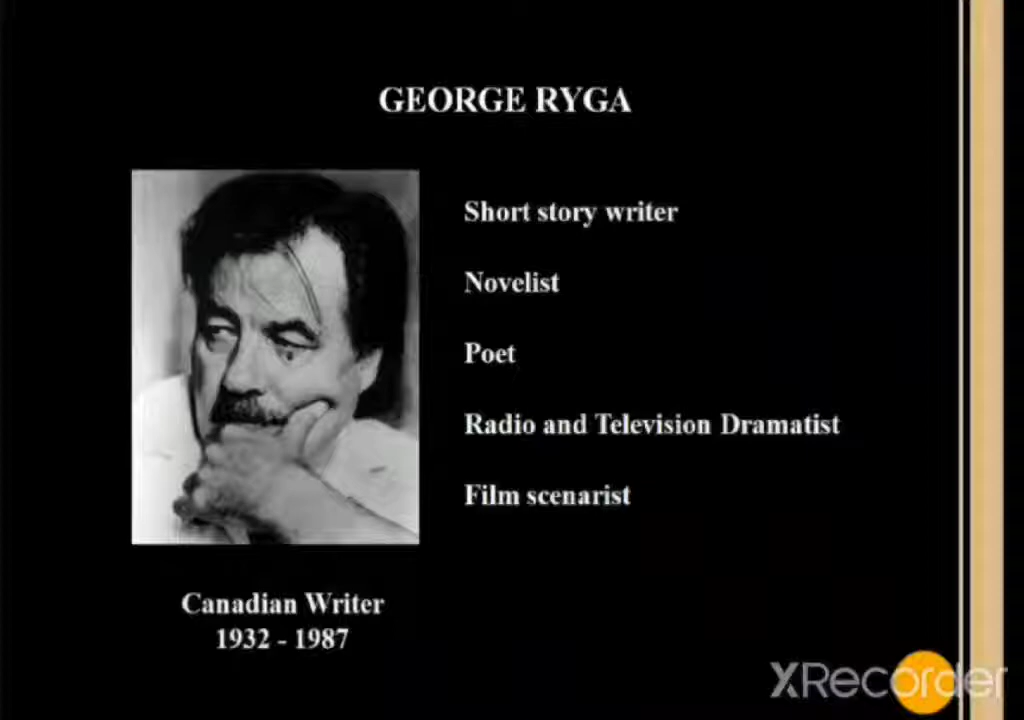 GEORGE RYGA
Short story writer
Novelist
Poet
Radio and Television Dramatist
Film scenarist
Canadian Writer
1932 - 1987
XRecorder